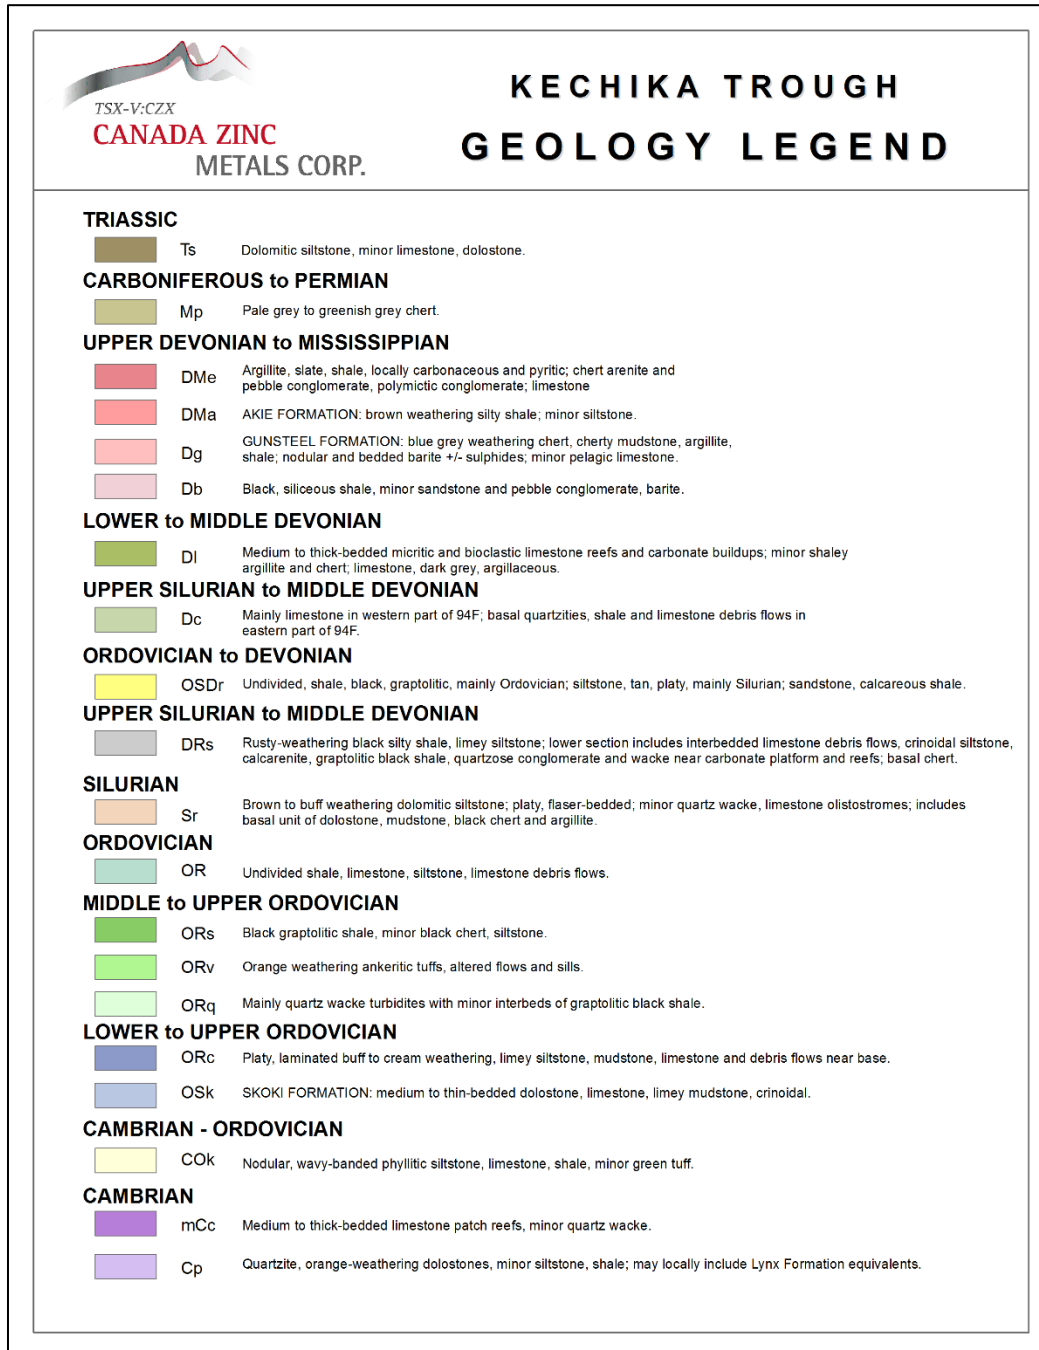 TSX-V:CZX
CANADA ZINC
METALS CORP.
KECHIKA TROUGH
GEOLOGY LEGEND
TRIASSIC
Ts Dolomitic siltstone, minor limestone, dolostone.
CARBONIFEROUS to PERMIAN
Mp Pale grey to greenish grey chert.
UPPER DEVONIAN to MISSISSIPPIAN
DMe Argillite, slate, shale, locally carbonaceous and pyritic; chert arenite and
pebble conglomerate, polymictic conglomerate; limestone
DMa AKIE FORMATION: brown weathering silty shale; minor siltstone.
Dg GUNSTEEL FORMATION: blue grey weathering chert, cherty mudstone, argillite,
shale; nodular and bedded barite +/- sulphides; minor pelagic limestone.
Db Black, siliceous shale, minor sandstone and pebble conglomerate, barite.
LOWER to MIDDLE DEVONIAN
Dl Medium to thick-bedded micritic and bioclastic limestone reefs and carbonate buildups; minor shaley
argillite and chert; limestone, dark grey, argillaceous.
UPPER SILURIAN to MIDDLE DEVONIAN
Dc Mainly limestone in western part of 94F; basal quartzities, shale and limestone debris flows in
eastern part of 94F.
ORDOVICIAN to DEVONIAN
OSDr Undivided, shale, black, graptolitic, mainly Ordovician; siltstone, tan, platy, mainly Silurian; sandstone, calcareous shale.
UPPER SILURIAN to MIDDLE DEVONIAN
DRs Rusty-weathering black silty shale, limey siltstone; lower section includes interbedded limestone debris flows, crinoidal siltstone,
calcarenite, graptolitic black shale, quartzose conglomerate and wacke near carbonate platform and reefs; basal chert.
SILURIAN
Sr Brown to buff weathering dolomitic siltstone; platy, flaser-bedded; minor quartz wacke, limestone olistostromes; includes
basal unit of dolostone, mudstone, black chert and argillite.
ORDOVICIAN
OR Undivided shale, limestone, siltstone, limestone debris flows.
MIDDLE to UPPER ORDOVICIAN
ORs Black graptolitic shale, minor black chert, siltstone.
ORv Orange weathering ankeritic tuffs, altered flows and sills.
ORq Mainly quartz wacke turbidites with minor interbeds of graptolitic black shale.
LOWER to UPPER ORDOVICIAN
ORc Platy, laminated buff to cream weathering, limey siltstone, mudstone, limestone and debris flows near base.
OSk SKOKI FORMATION: medium to thin-bedded dolostone, limestone, limey mudstone, crinoidal.
CAMBRIAN - ORDOVICIAN
COk Nodular, wavy-banded phyllitic siltstone, limestone, shale, minor green tuff.
CAMBRIAN
mCc Medium to thick-bedded limestone patch reefs, minor quartz wacke.
Cp Quartzite, orange-weathering dolostones, minor siltstone, shale; may locally include Lynx Formation equivalents.